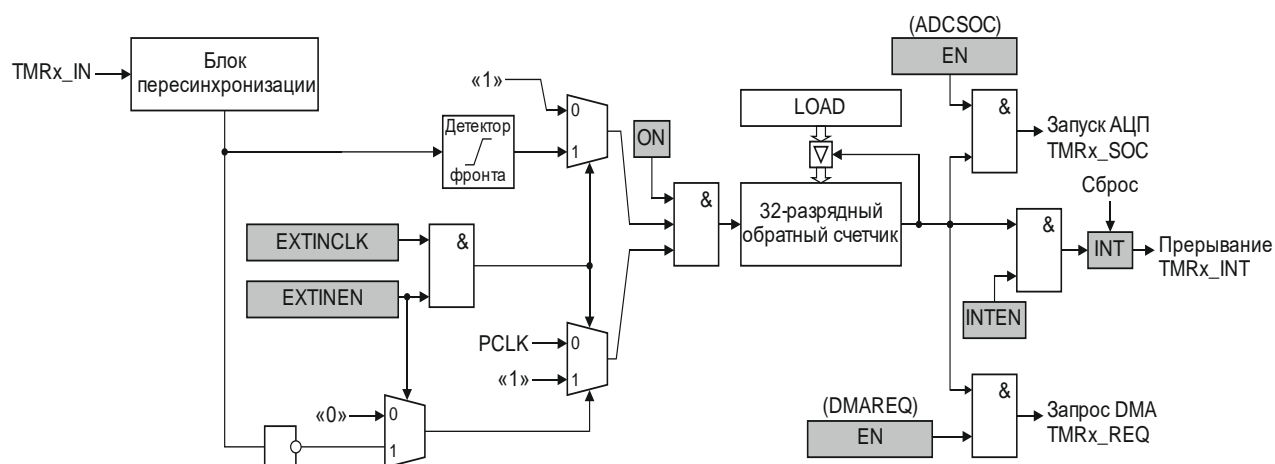 TMRx_IN
Блок
пересинхронизации
«1»
0
1
Детектор
фронта
EXTINCLK
EXTINEN
&
PCLK
0
«1»
1
«0»
0
1
ON
&
LOAD
32-разрядный
обратный счетчик
(ADCSOC)
EN
&
Запуск АЦП
TMRx_SOC
Сброс
&
INT
Прерывание
TMRx_INT
INTEN
(DMAREQ)
EN
&
Запрос DMA
TMRx_REQ